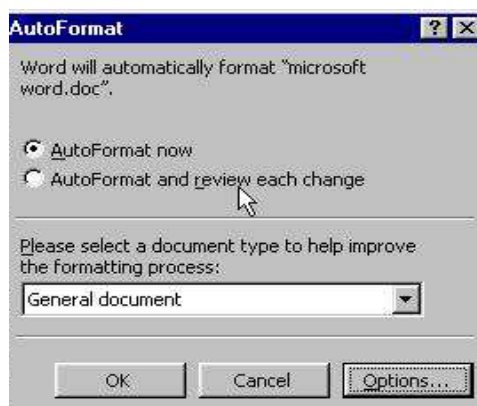 AutoFormat
Word will automatically format "microsoft
word.doc".
AutoFormat now
AutoFormat and review each change
Please select a document type to help improve
the formatting process:
General document
OK Cancel Options...